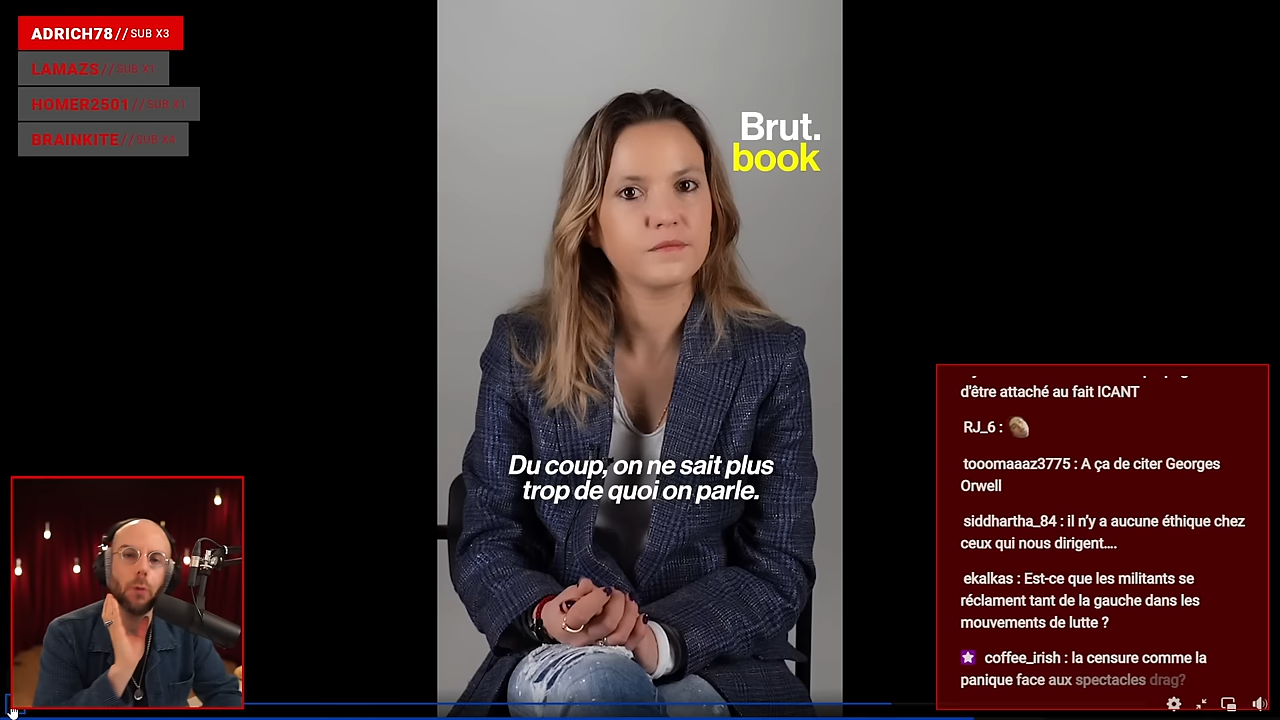 ADRICH78//SUB X3
LAMAZS//SUB X1
HOMER2501//SUB X1
BRAINKITE//SUB X4
Brut.
book
Du coup, on ne sait plus
trop de quoi on parle.
d'être attaché au fait ICANT
RJ_6 :
tooomaaaz3775 : A ça de citer Georges
Orwell
siddhartha_84 : il n'y a aucune éthique chez
ceux qui nous dirigent....
ekalkas : Est-ce que les militants se
réclament tant de la gauche dans les
mouvements de lutte ?
coffee_irish : la censure comme la
panique face aux spectacles drag?